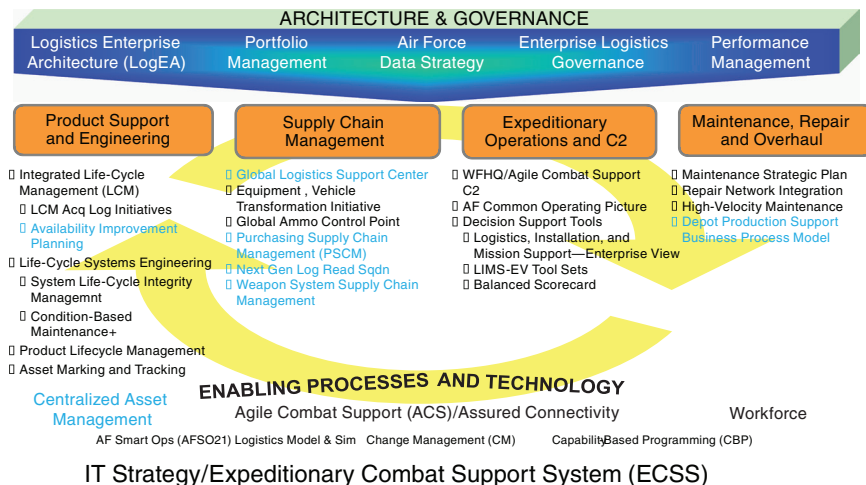 ARCHITECTURE & GOVERNANCE
Logistics Enterprise
Architecture (LogEA)
Portfolio
Management
Air Force
Data Strategy
Enterprise Logistics
Governance
Performance
Management
Product Support
and Engineering
Integrated Life-Cycle
Management (LCM)
LCM Acq Log Initiatives
Availability Improvement
Planning
Life-Cycle Systems Engineering
System Life-Cycle Integrity
Managemnt
Condition-Based
Maintenance+
Product Lifecycle Management
Asset Marking and Tracking
Supply Chain
Management
Global Logistics Support Center
Equipment , Vehicle
Transformation Initiative
Global Ammo Control Point
Purchasing Supply Chain
Management (PSCM)
Next Gen Log Read Sqdn
Weapon System Supply Chain
Management
Expeditionary
Operations and C2
WFHQ/Agile Combat Support
C2
AF Common Operating Picture
Decision Support Tools
Logistics, Installation, and
Mission Support—Enterprise View
LIMS-EV Tool Sets
Balanced Scorecard
Maintenance, Repair
and Overhaul
Maintenance Strategic Plan
Repair Network Integration
High-Velocity Maintenance
Depot Production Support
Business Process Model
ENABLING PROCESSES AND TECHNOLOGY
Centralized Asset
Management
Agile Combat Support (ACS)/Assured Connectivity
Workforce
AF Smart Ops (AFSO21) Logistics Model & Sim Change Management (CM) Capability-Based Programming (CBP)
IT Strategy/Expeditionary Combat Support System (ECSS)